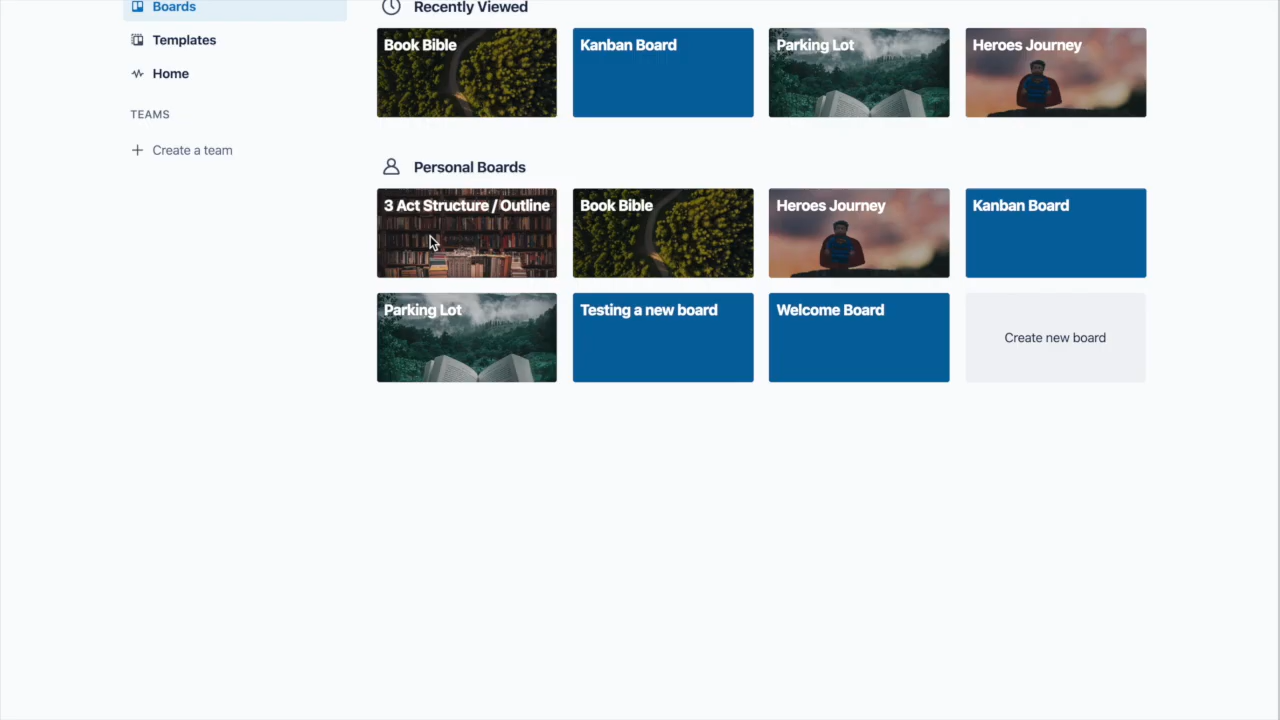 Boards
Templates
Home
TEAMS
Create a team
Recently Viewed
Book Bible
Kanban Board
Parking Lot
Heroes Journey
Personal Boards
3 Act Structure / Outline
Book Bible
Heroes Journey
Kanban Board
Parking Lot
Testing a new board
Welcome Board
Create new board